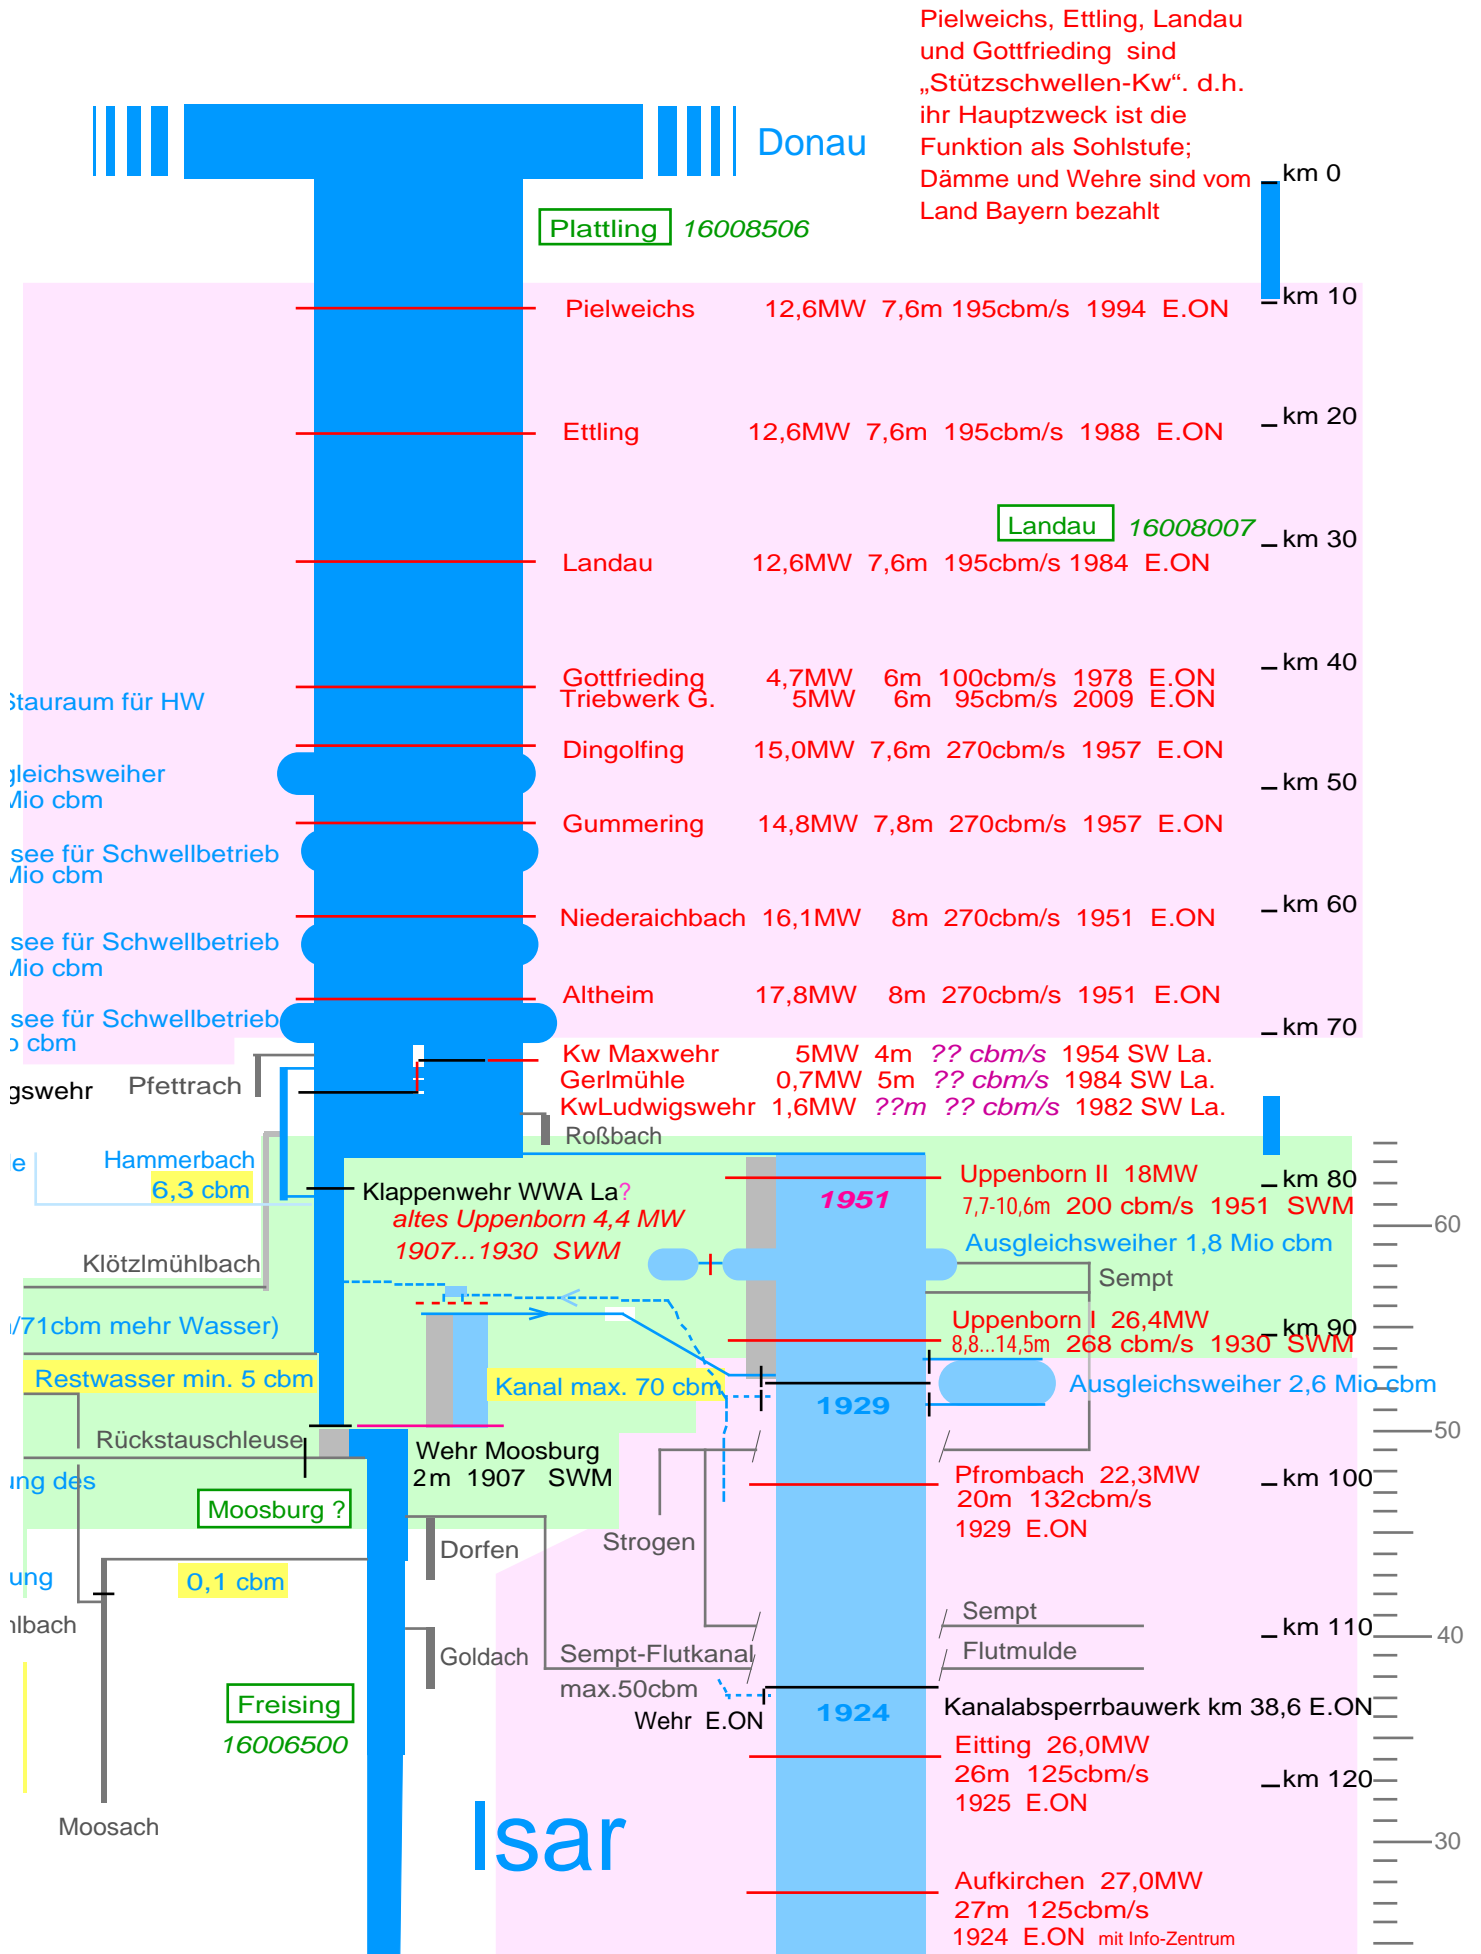 Pielweichs, Ettling, Landau
und Gottfrieding sind
„Stützschwellen-Kw“. d.h.
ihr Hauptzweck ist die
Funktion als Sohlstufe;
Dämme und Wehre sind vom
Land Bayern bezahlt
Donau
km 0
Plattling 16008506
km 10
Pielweichs 12,6MW 7,6m 195cbm/s 1994 E.ON
km 20
Ettling 12,6MW 7,6m 195cbm/s 1988 E.ON
Landau 16008007
km 30
Landau 12,6MW 7,6m 195cbm/s 1984 E.ON
km 40
Gottfrieding 4,7MW 6m 100cbm/s 1978 E.ON
Triebwerk G. 5MW 6m 95cbm/s 2009 E.ON
Stauraum für HW
Dingolfing 15,0MW 7,6m 270cbm/s 1957 E.ON
gleichsweiher
Mio cbm
km 50
Gummering 14,8MW 7,8m 270cbm/s 1957 E.ON
see für Schwellbetrieb
Mio cbm
km 60
Niederaichbach 16,1MW 8m 270cbm/s 1951 E.ON
see für Schwellbetrieb
Mio cbm
Altheim 17,8MW 8m 270cbm/s 1951 E.ON
see für Schwellbetrieb
o cbm
km 70
Kw Maxwehr 5MW 4m ?? cbm/s 1954 SW La.
Gerlmühle 0,7MW 5m ?? cbm/s 1984 SW La.
KwLudwigswehr 1,6MW ??m ?? cbm/s 1982 SW La.
gswehr
Pfettrach
Roßbach
e
Hammerbach
6,3 cbm
Klappenwehr WWA La?
altes Uppenborn 4,4 MW
1907...1930 SWM
1951
Uppenborn II 18MW
7,7-10,6m 200 cbm/s 1951 SWM
km 80
60
Ausgleichsweiher 1,8 Mio cbm
Klötzlmühlbach
Sempt
/71cbm mehr Wasser)
Uppenborn I 26,4MW
8,8...14,5m 268 cbm/s 1930 SWM
km 90
Restwasser min. 5 cbm
Kanal max. 70 cbm
Ausgleichsweiher 2,6 Mio cbm
1929
Rückstauschleuse
50
Wehr Moosburg
2m 1907 SWM
ung des
Pfrombach 22,3MW
20m 132cbm/s
1929 E.ON
km 100
Moosburg ?
Dorfen
Strogen
ung
0,1 cbm
hlbach
Sempt
km 110
40
Goldach
Sempt-Flutkanal
max.50cbm
Flutmulde
Freising
16006500
Wehr E.ON
1924
Kanalabsperrbauwerk km 38,6 E.ON
Eitting 26,0MW
26m 125cbm/s
1925 E.ON
km 120
Moosach
Isar
30
Aufkirchen 27,0MW
27m 125cbm/s
1924 E.ON mit Info-Zentrum